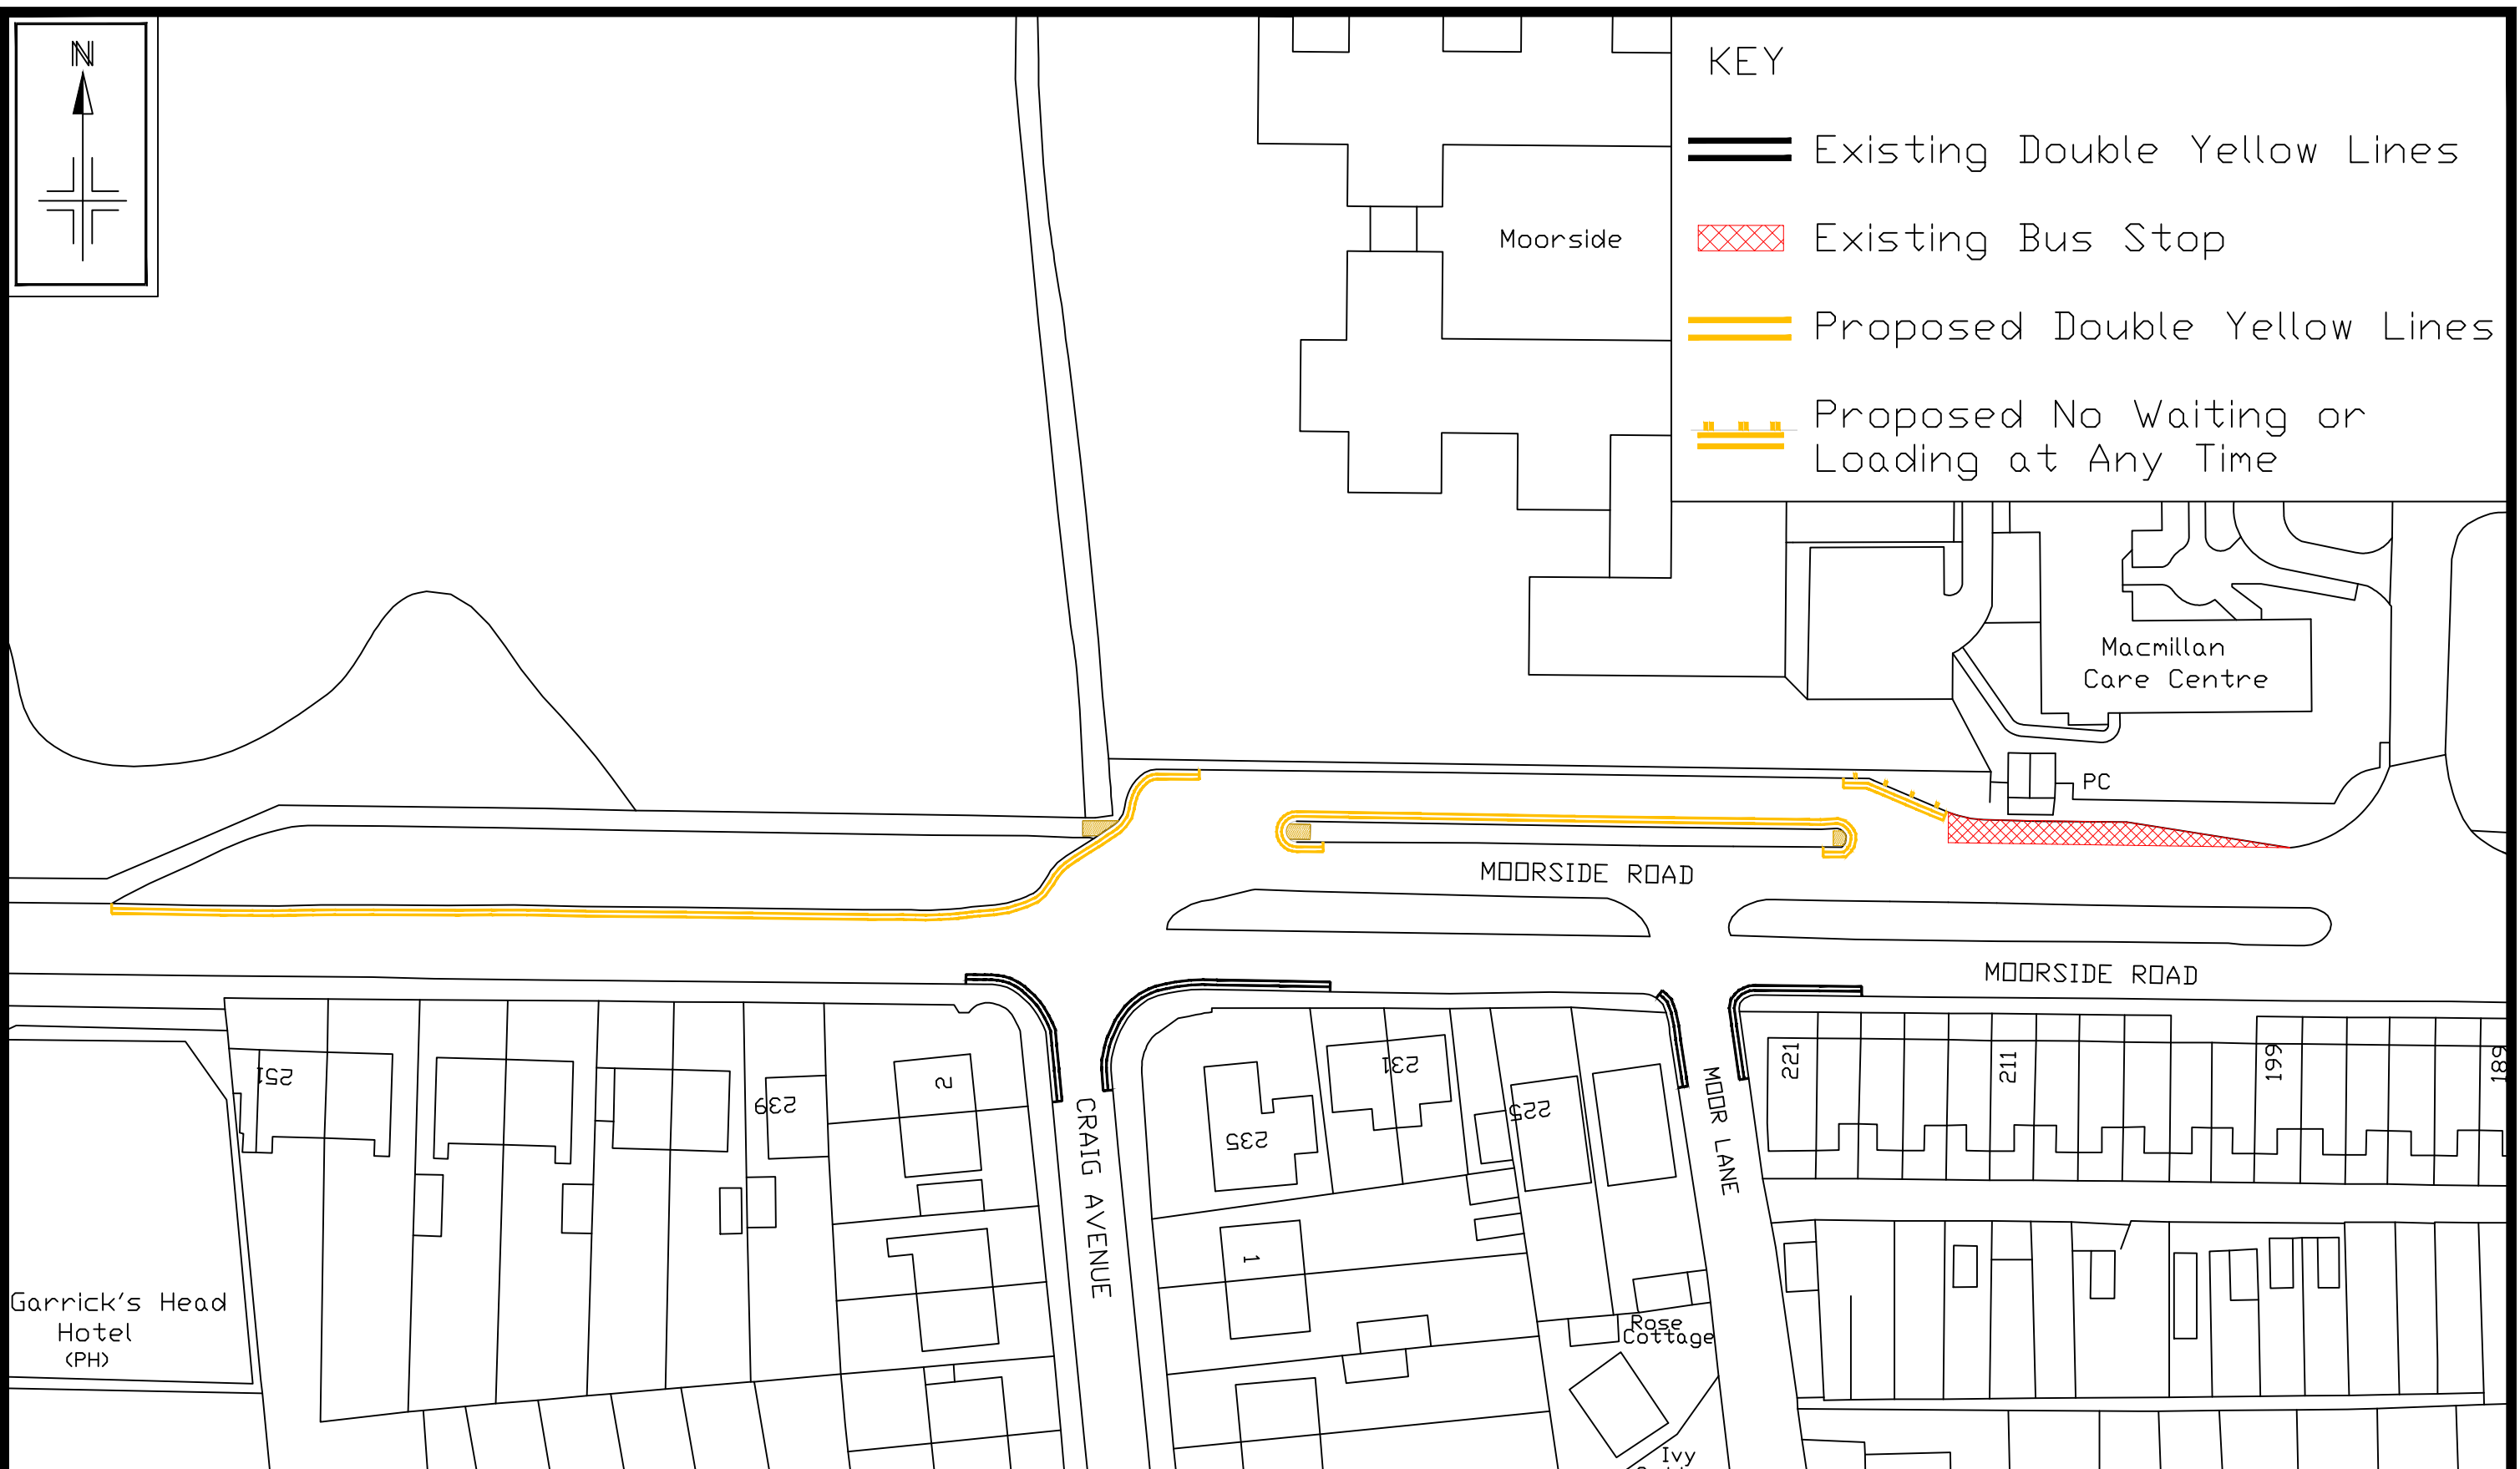 N
KEY
Existing Double Yellow Lines
Existing Bus Stop
Proposed Double Yellow Lines
Proposed No Waiting or
Loading at Any Time
Moorside
Macmillan
Care Centre
PC
MOORSIDE ROAD
MOORSIDE ROAD
251
239
2
235
231
225
221
211
199
189
CRAIG AVENUE
MOOR LANE
1
Garrick's Head
Hotel
(PH)
Rose
Cottage
Ivy